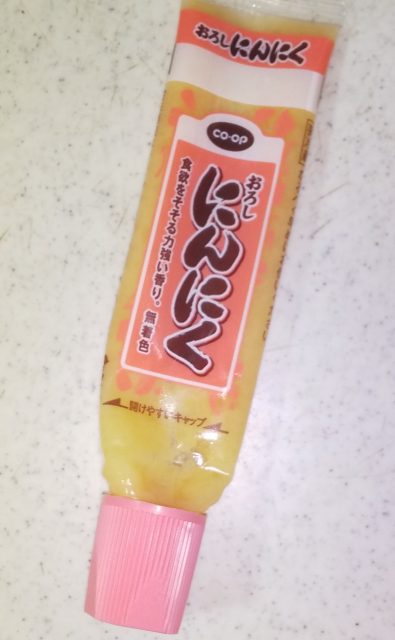 おろしにんにく
CO·OP
おろし
にんにく
食欲をそそる力強い香り。無着色
開けやすいキャップ